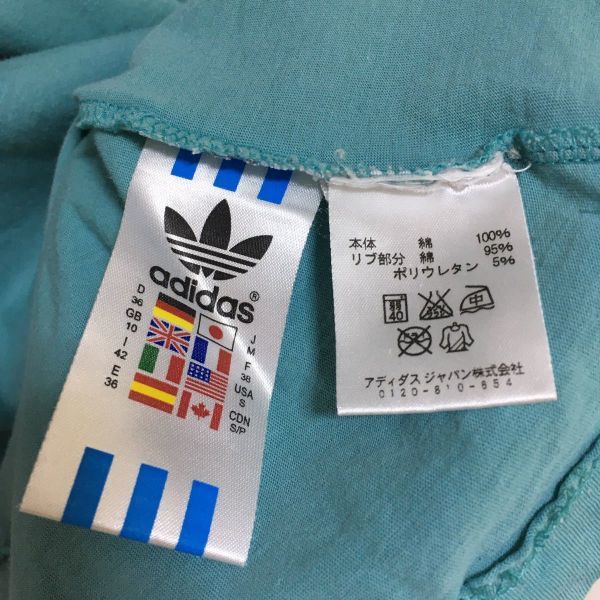 adidas®
D
36
GB
10
I
42
E
36
J
M
F
38
USA
S
CDN
S/P
本体 綿 100%
リブ部分 綿 95%
ポリウレタン 5%
40
中
アディダス ジャパン株式会社
0120-810-654